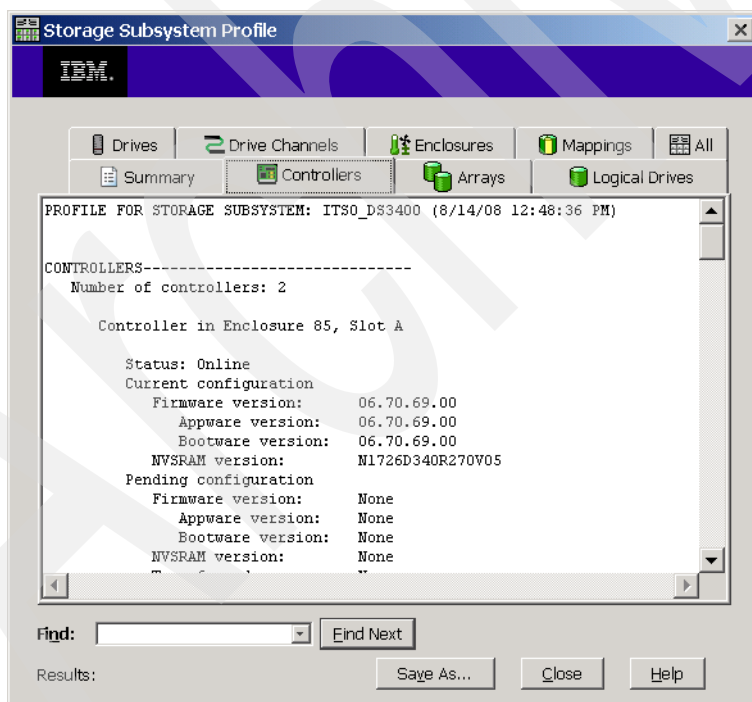 Storage Subsystem Profile
IBM.
Drives Drive Channels Enclosures Mappings All
Summary Controllers Arrays Logical Drives
PROFILE FOR STORAGE SUBSYSTEM: ITSO_DS3400 (8/14/08 12:48:36 PM)
CONTROLLERS------------------------------
Number of controllers: 2
Controller in Enclosure 85, Slot A
Status: Online
Current configuration
Firmware version: 06.70.69.00
Appware version: 06.70.69.00
Bootware version: 06.70.69.00
NVSRAM version: N1726D340R270V05
Pending configuration
Firmware version: None
Appware version: None
Bootware version: None
NVSRAM version: None
Find: Find Next
Results: Save As... Close Help